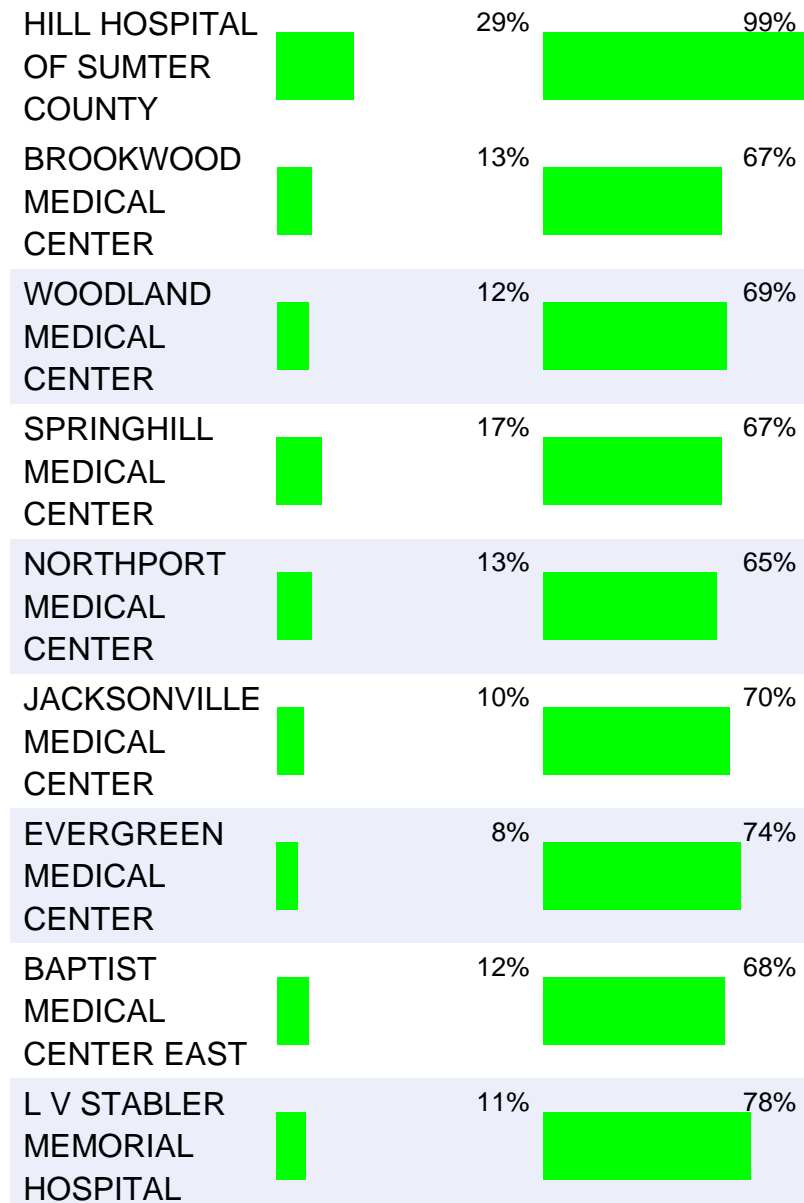 HILL HOSPITAL 29% 99%
OF SUMTER
COUNTY
BROOKWOOD 13% 67%
MEDICAL
CENTER
WOODLAND 12% 69%
MEDICAL
CENTER
SPRINGHILL 17% 67%
MEDICAL
CENTER
NORTHPORT 13% 65%
MEDICAL
CENTER
JACKSONVILLE 10% 70%
MEDICAL
CENTER
EVERGREEN 8% 74%
MEDICAL
CENTER
BAPTIST 12% 68%
MEDICAL
CENTER EAST
L V STABLER 11% 78%
MEMORIAL
HOSPITAL